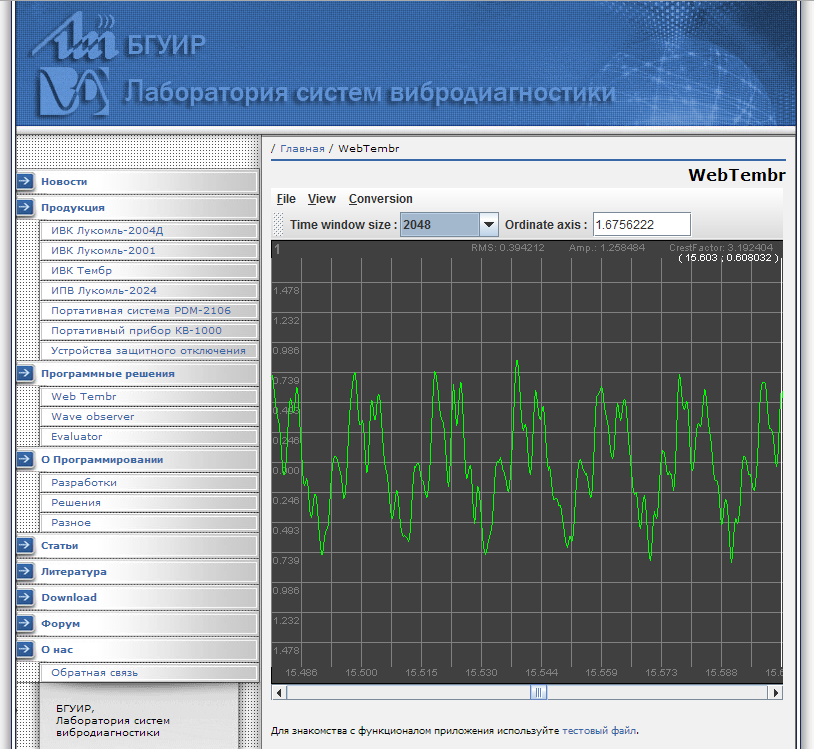 БГУИР
Лаборатория систем вибродиагностики
/ Главная / WebTembr
WebTembr
Новости
Продукция
ИВК Лукомль-2004Д
ИВК Лукомль-2001
ИВК Тембр
ИПВ Лукомль-2024
Портативная система PDM-2106
Портативный прибор КВ-1000
Устройства защитного отключения
Программные решения
Web Tembr
Wave observer
Evaluator
О Программировании
Разработки
Решения
Разное
Статьи
Литература
Download
Форум
О нас
Обратная связь
БГУИР,
Лаборатория систем
вибродиагностики
File View Conversion
Time window size : 2048 Ordinate axis : 1.6756222
1 RMS: 0.394212 Amp.: 1.258484 CrestFactor: 3.192404
( 15.603 ; 0.608032 )
1.478
1.232
0.986
0.739
0.493
0.246
0.000
0.246
0.493
0.739
0.986
1.232
1.478
15.486 15.500 15.515 15.530 15.544 15.559 15.573 15.588
Для знакомства с функционалом приложения используйте тестовый файл.